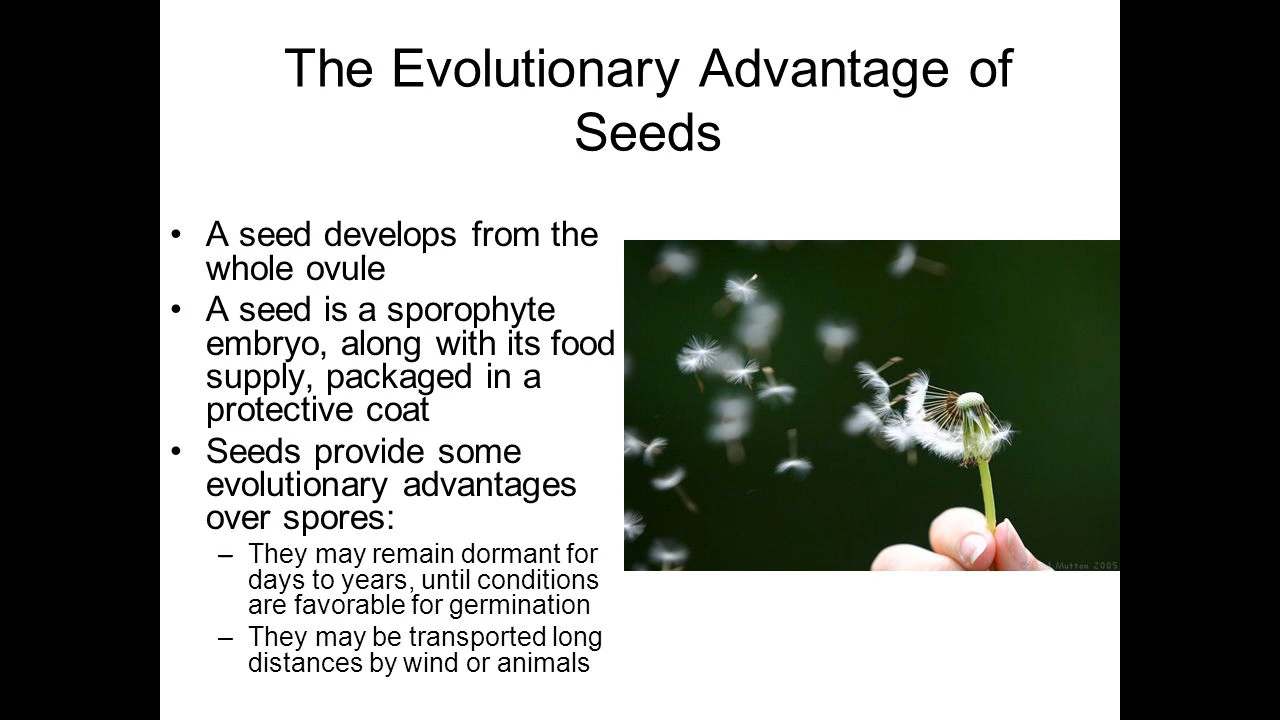 The Evolutionary Advantage of
Seeds
• A seed develops from the
whole ovule
• A seed is a sporophyte
embryo, along with its food
supply, packaged in a
protective coat
• Seeds provide some
evolutionary advantages
over spores:
– They may remain dormant for
days to years, until conditions
are favorable for germination
– They may be transported long
distances by wind or animals
Mutton 2005